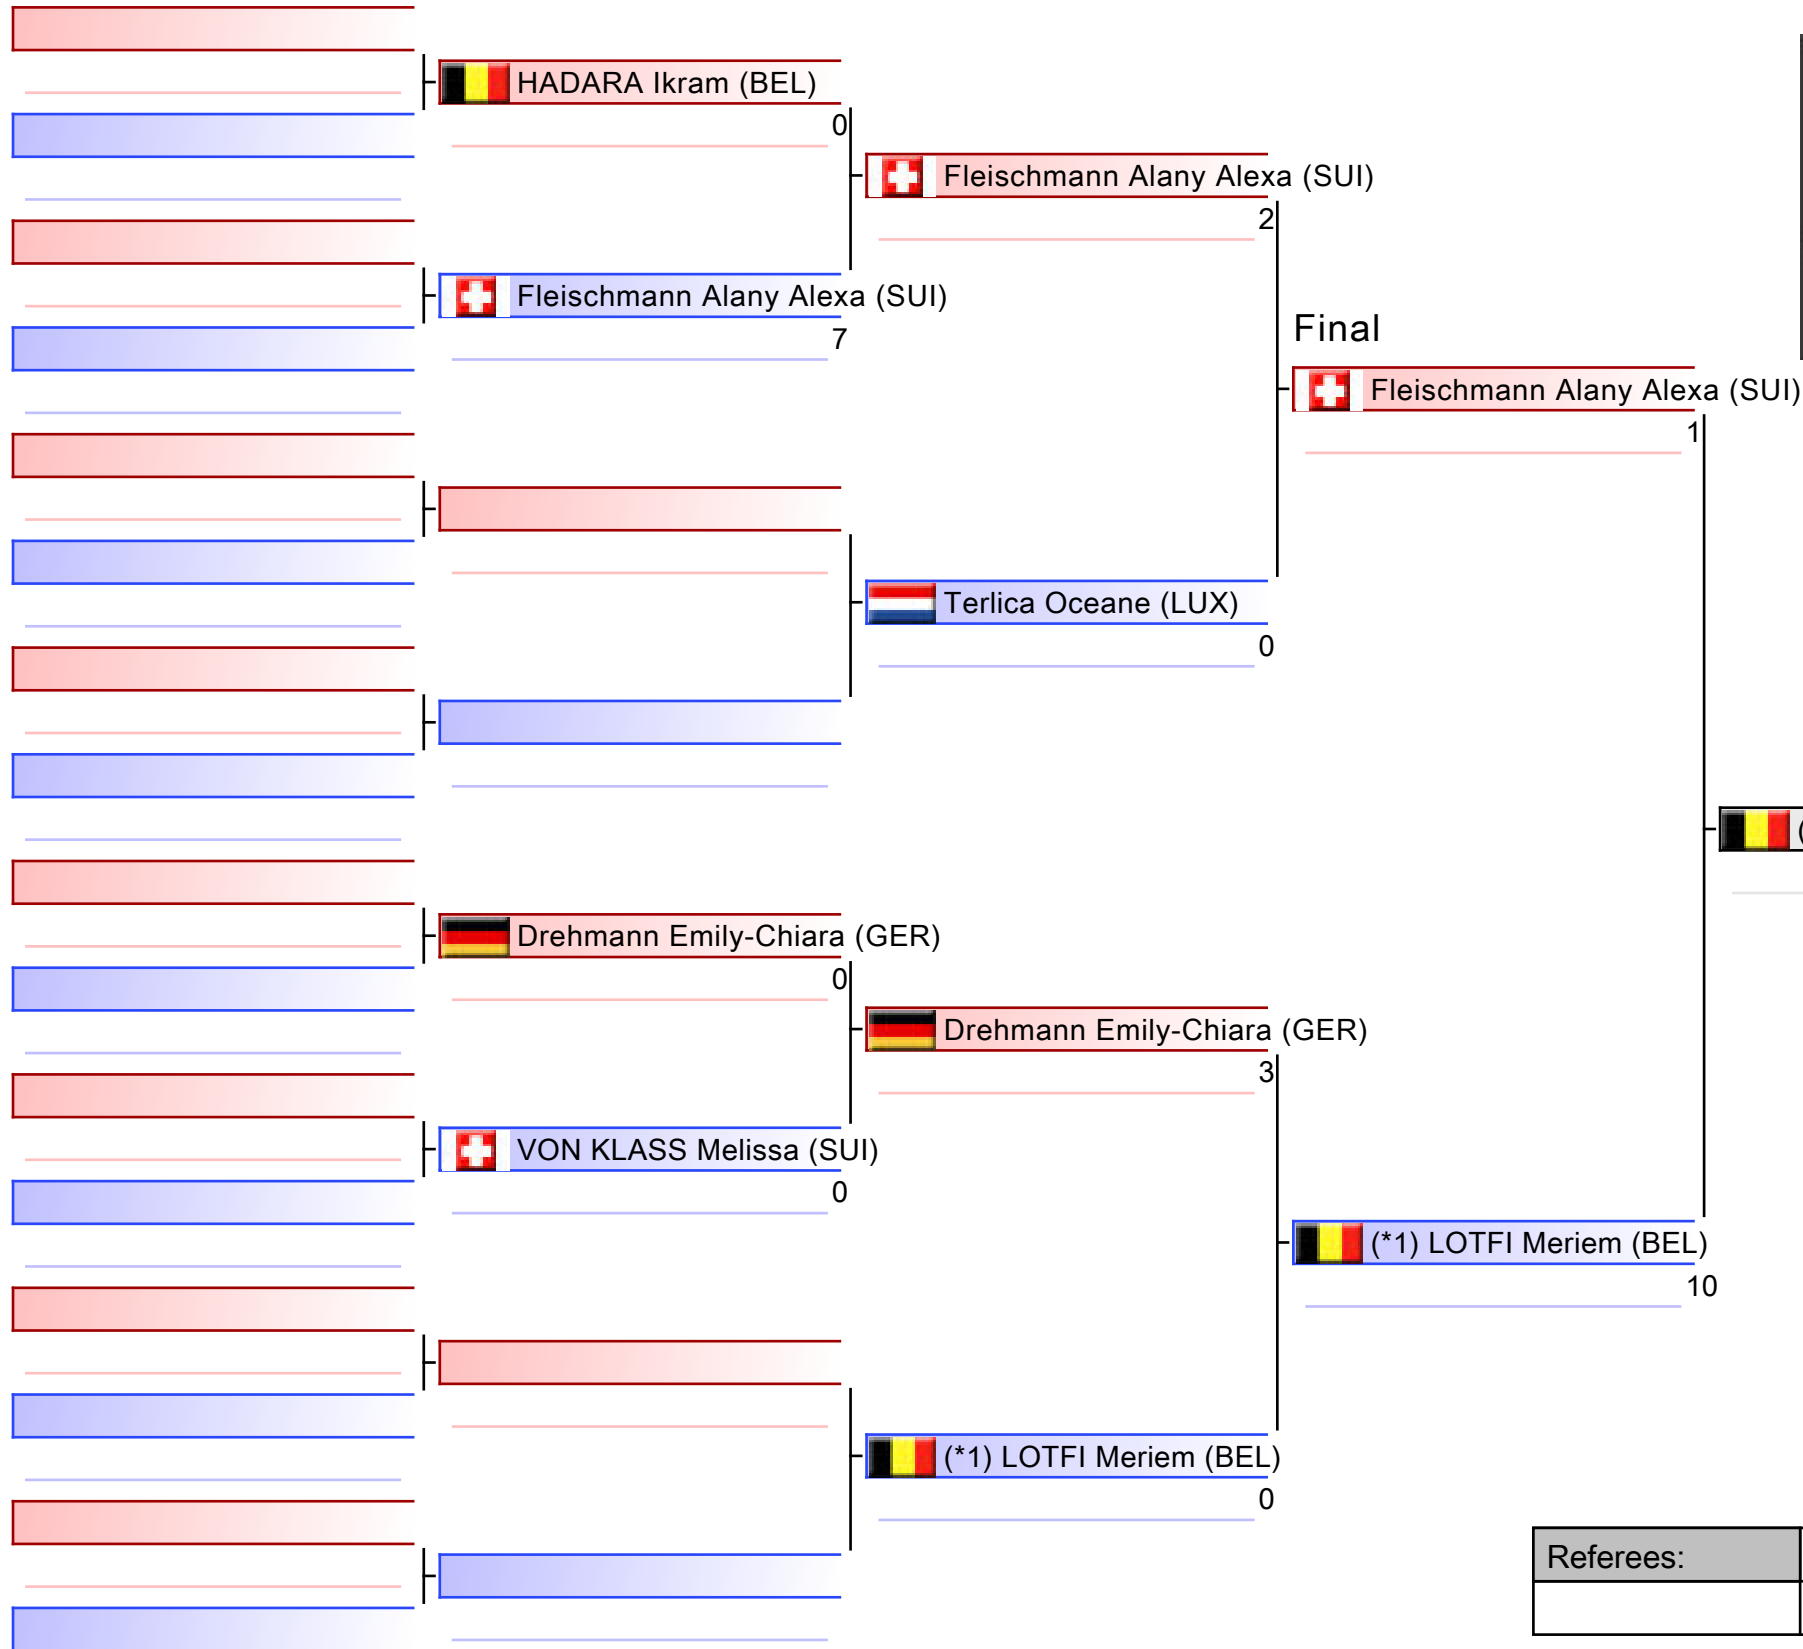 HADARA Ikram (BEL)
0
Fleischmann Alany Alexa (SUI)
7
Fleischmann Alany Alexa (SUI)
2
Terlica Oceane (LUX)
0
Final
Fleischmann Alany Alexa (SUI)
1
Drehmann Emily-Chiara (GER)
0
VON KLASS Melissa (SUI)
0
Drehmann Emily-Chiara (GER)
3
(*1) LOTFI Meriem (BEL)
0
(*1) LOTFI Meriem (BEL)
10
(
Referees: